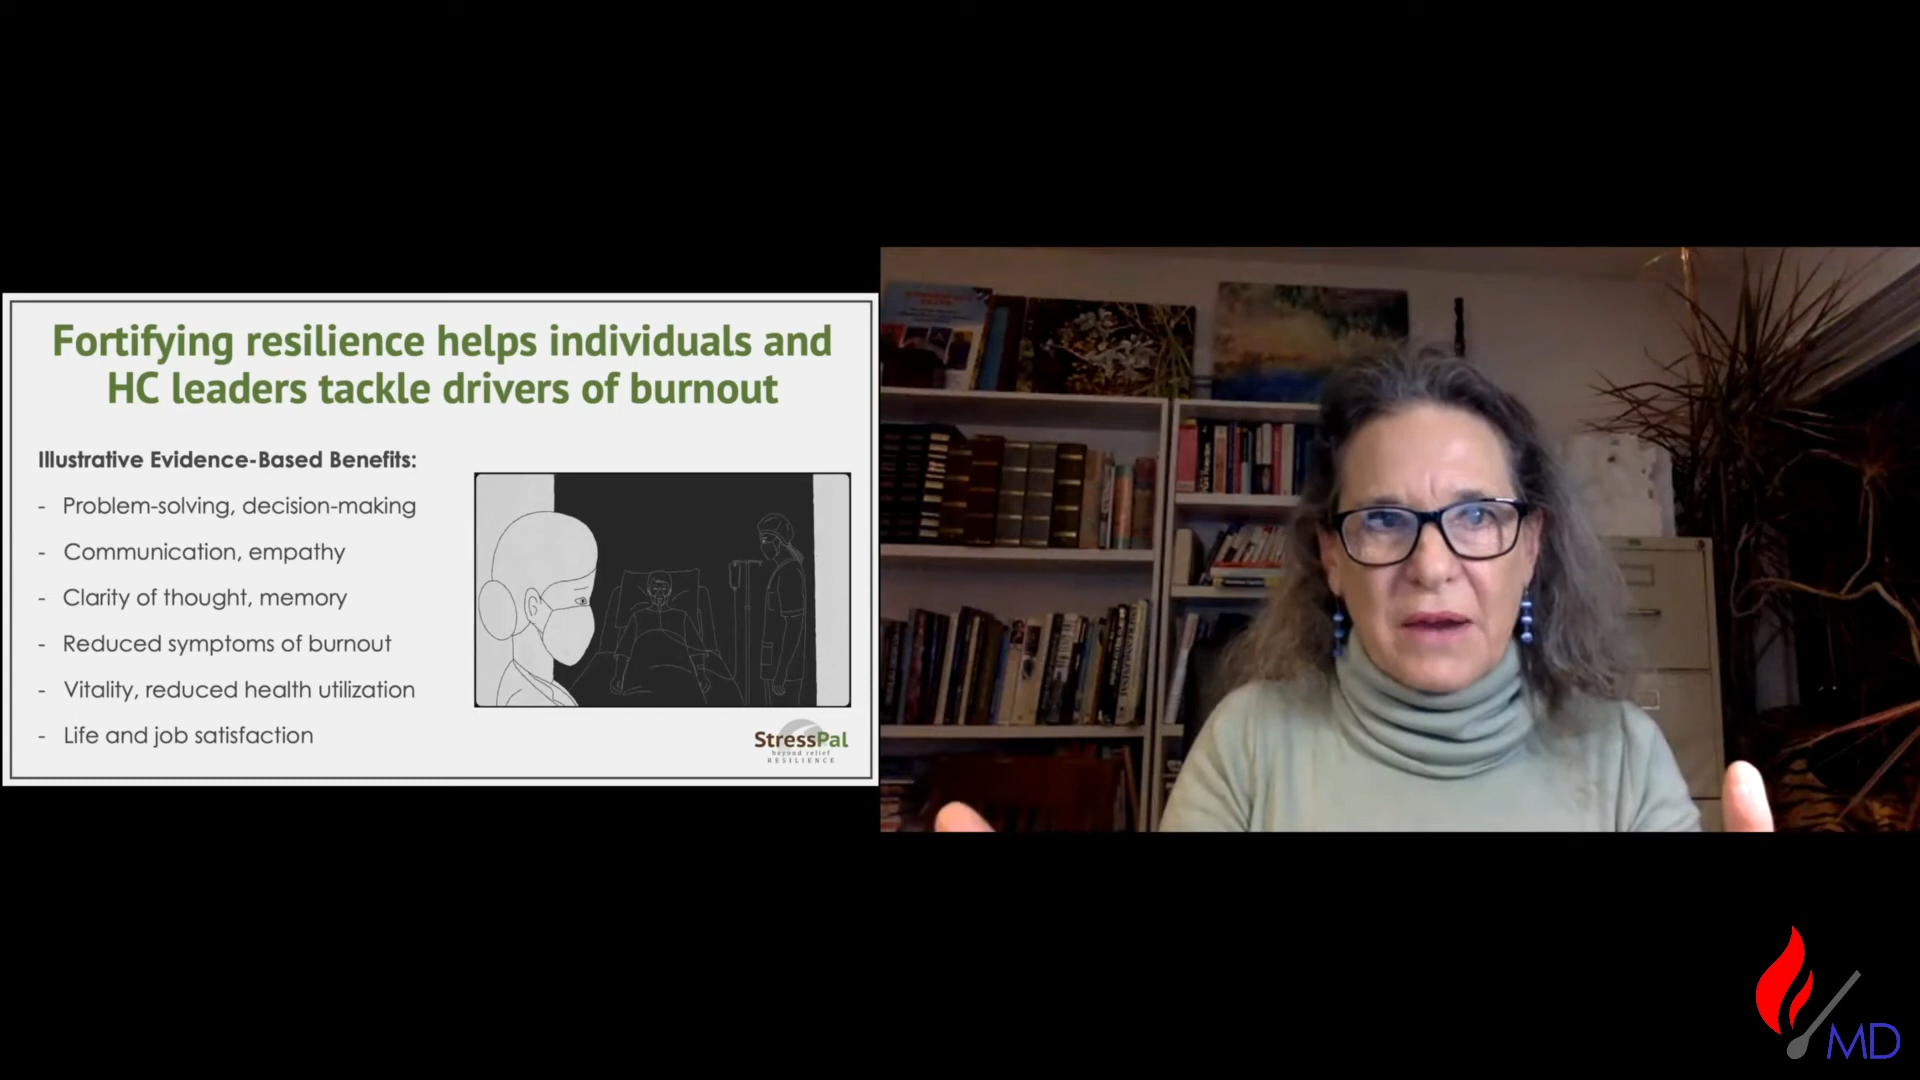 Fortifying resilience helps individuals and
HC leaders tackle drivers of burnout
Illustrative Evidence-Based Benefits:
- Problem-solving, decision-making
- Communication, empathy
- Clarity of thought, memory
- Reduced symptoms of burnout
- Vitality, reduced health utilization
- Life and job satisfaction
StressPal
beyond relief
RESILIENCE
MD